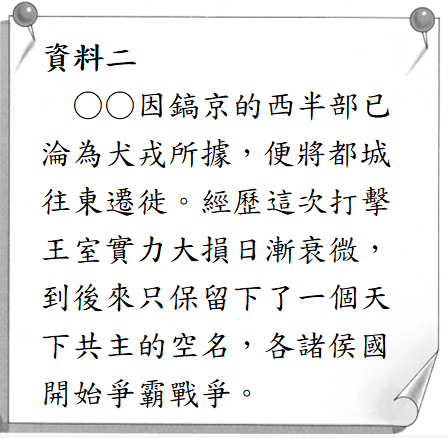 資料二
○○因鎬京的西半部已
淪為犬戎所據，便將都城
往東遷徙。經歷這次打擊
王室實力大損日漸衰微，
到後來只保留下了一個天
下共主的空名，各諸侯國
開始爭霸戰爭。